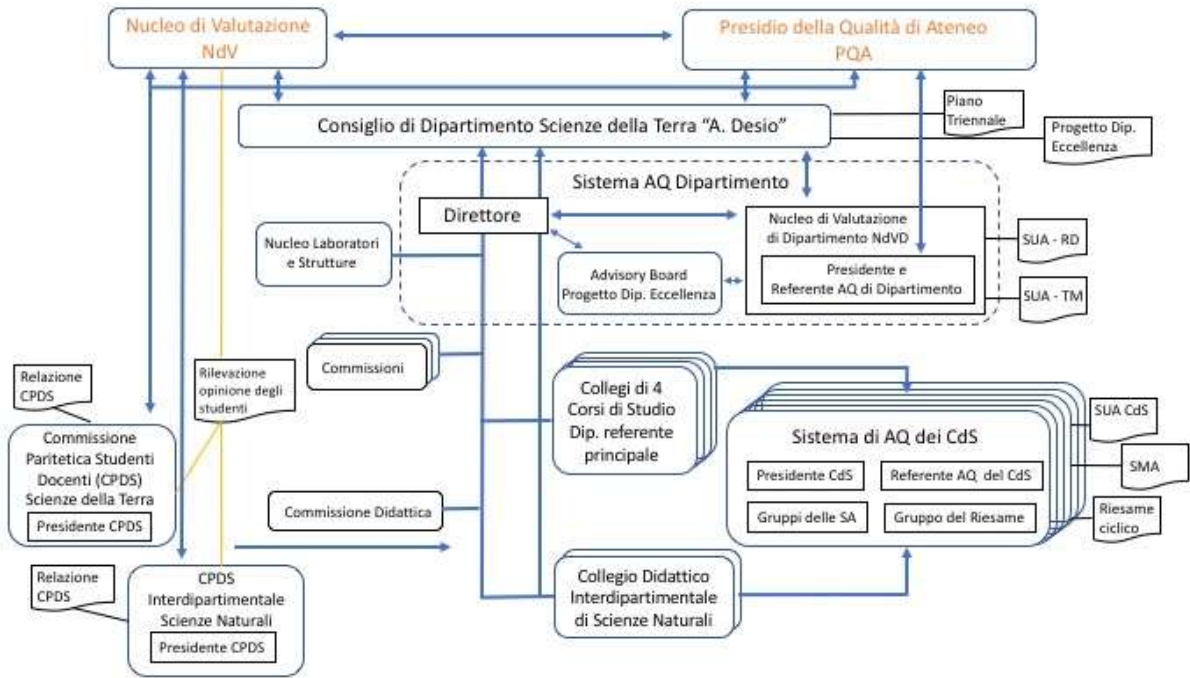 Nucleo di Valutazione
NdV
Presidio della Qualità di Ateneo
PQA
Consiglio di Dipartimento Scienze della Terra “A. Desio”
Piano
Triennale
Progetto Dip.
Eccellenza
Sistema AQ Dipartimento
Direttore
Nucleo di Valutazione
di Dipartimento NdVD
Presidente e
Referente AQ di Dipartimento
SUA - RD
SUA - TM
Nucleo Laboratori
e Strutture
Advisory Board
Progetto Dip. Eccellenza
Commissioni
Relazione
CPDS
Rilevazione
opinione degli
studenti
Collegi di 4
Corsi di Studio
Dip. referente
principale
Commissione
Paritetica Studenti
Docenti (CPDS)
Scienze della Terra
Presidente CPDS
Sistema di AQ dei CdS
Presidente CdS
Referente AQ del CdS
Gruppi delle SA
Gruppo del Riesame
SUA CdS
SMA
Riesame
ciclico
Commissione Didattica
Relazione
CPDS
CPDS
Interdipartimentale
Scienze Naturali
Presidente CPDS
Collegio Didattico
Interdipartimentale
di Scienze Naturali